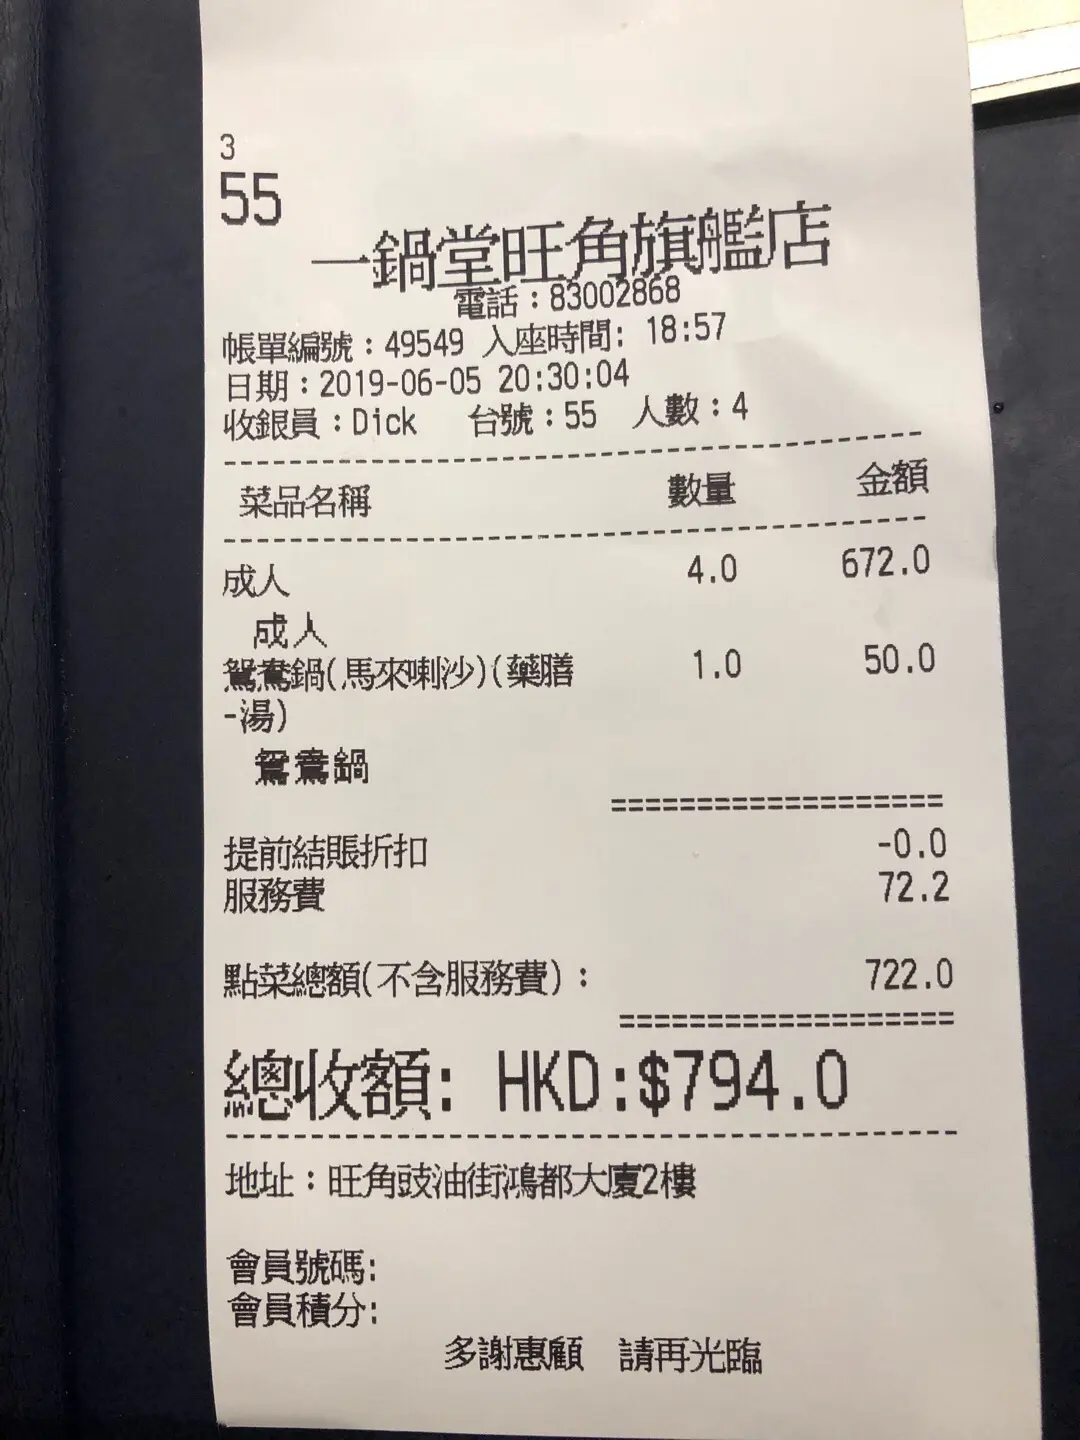 3
55
一鍋堂旺角旗艦店
電話：83002868
帳單編號：49549 入座時間: 18:57
日期：2019-06-05 20:30:04
收銀員：Dick 台號：55 人數：4
菜品名稱 數量 金額
成人 4.0 672.0
成人
鴛鴦鍋(馬來喇沙)(藥膳 1.0 50.0
-湯)
鴛鴦鍋
===================
提前結賬折扣 -0.0
服務費 72.2
點菜總額(不含服務費)： 722.0
===================
總收額: HKD:$794.0
地址：旺角豉油街鴻都大廈2樓
會員號碼:
會員積分:
多謝惠顧 請再光臨